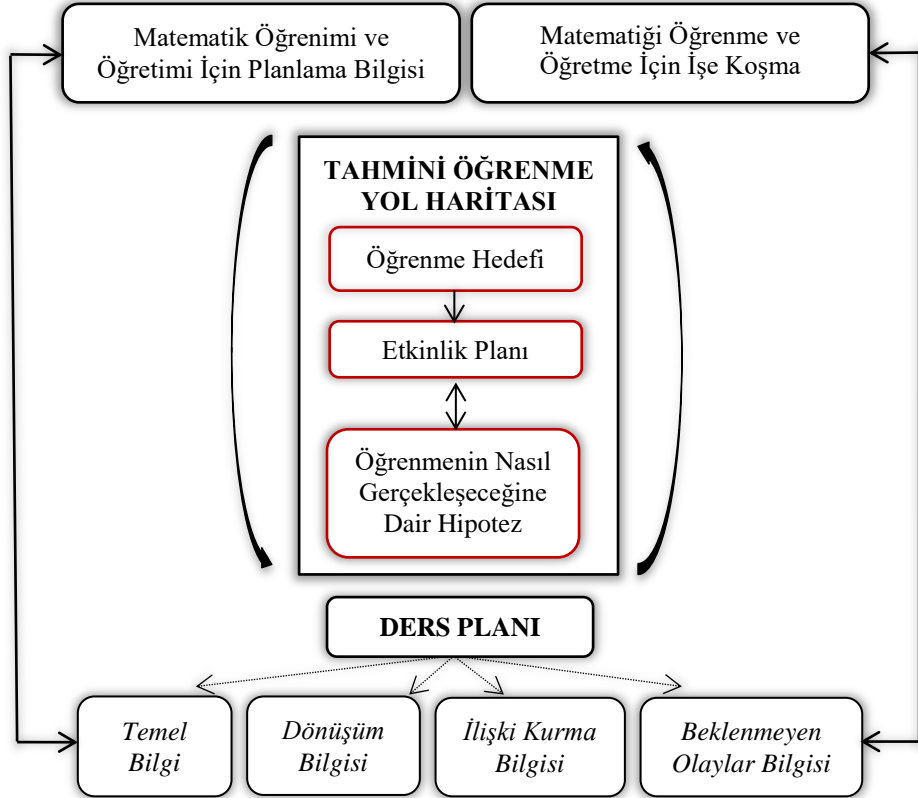 Matematik Öğrenimi ve
Öğretimi İçin Planlama Bilgisi
Matematiği Öğrenme ve
Öğretme İçin İşe Koşma
TAHMİNİ ÖĞRENME
YOL HARİTASI
Öğrenme Hedefi
Etkinlik Planı
Öğrenmenin Nasıl
Gerçekleşeceğine
Dair Hipotez
DERS PLANI
Temel
Bilgi
Dönüşüm
Bilgisi
İlişki Kurma
Bilgisi
Beklenmeyen
Olaylar Bilgisi